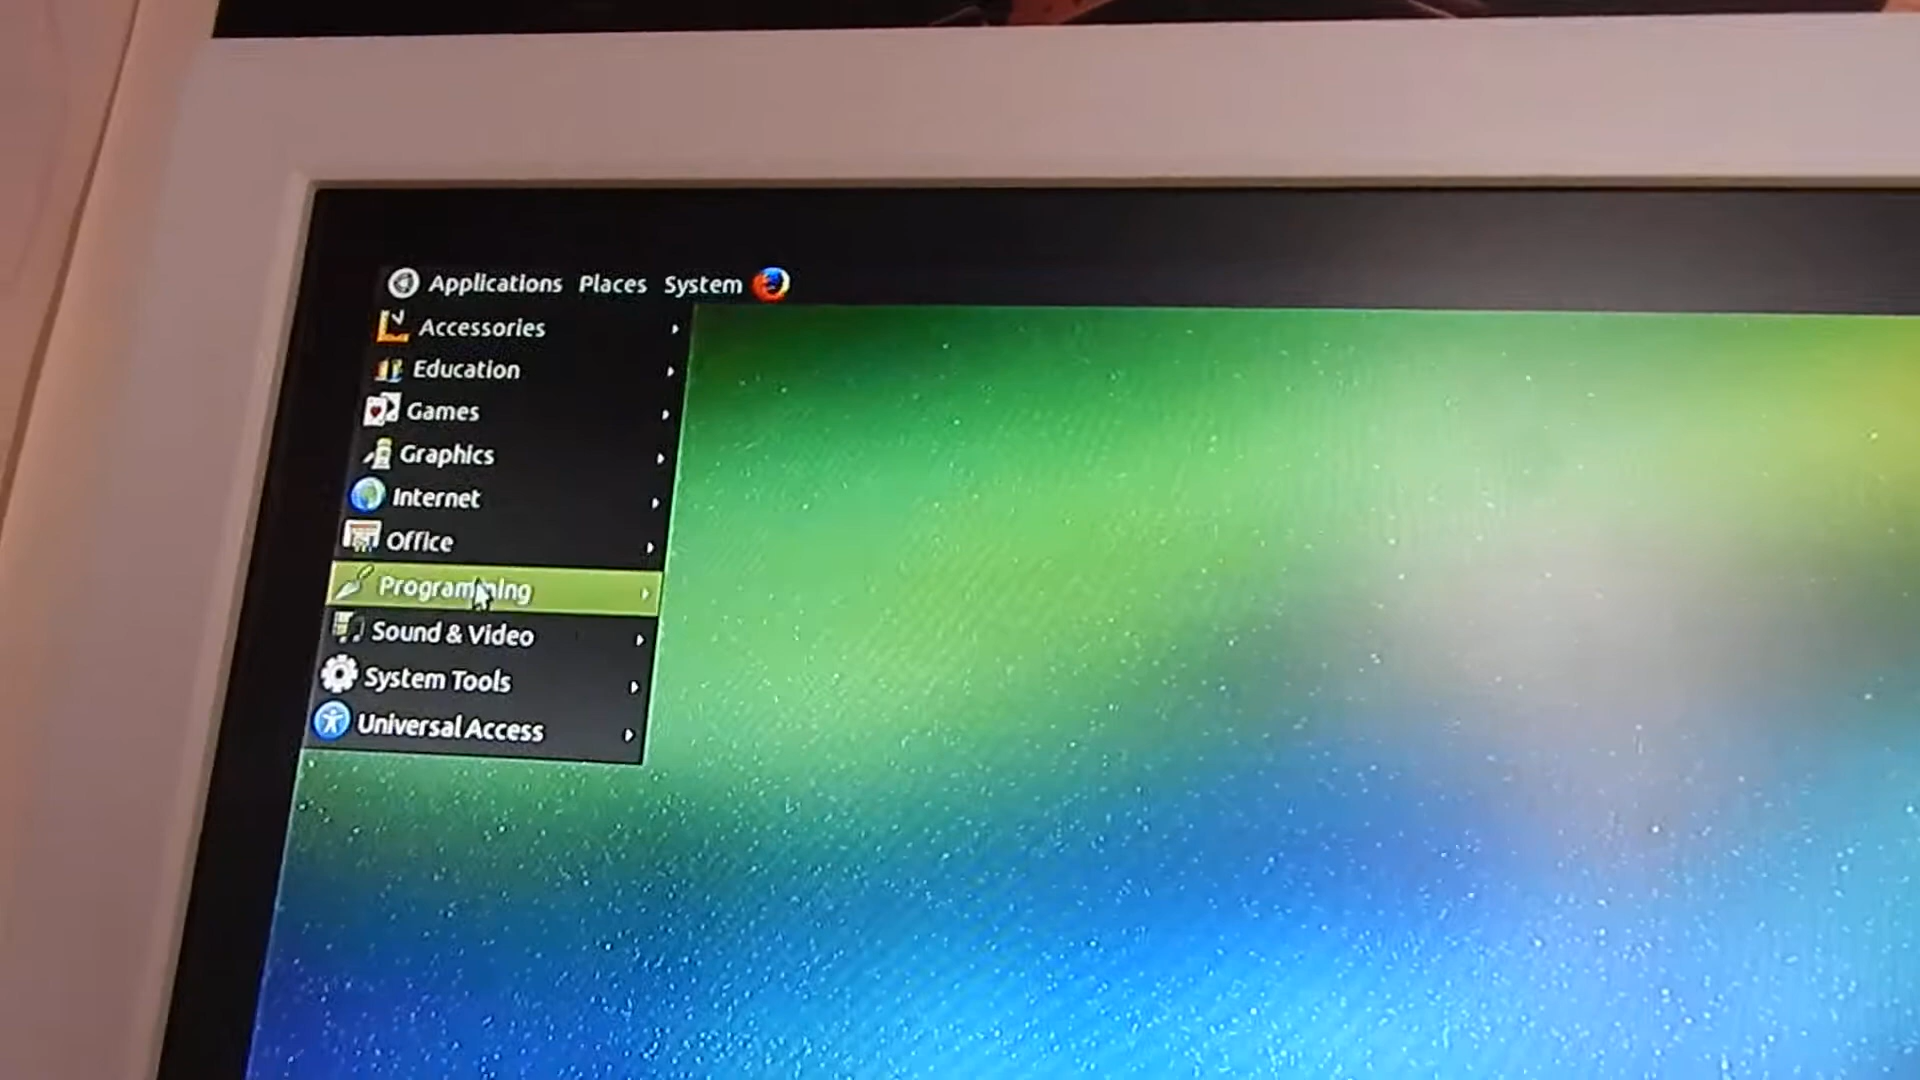 Applications Places System
Accessories
Education
Games
Graphics
Internet
Office
Programming
Sound & Video
System Tools
Universal Access